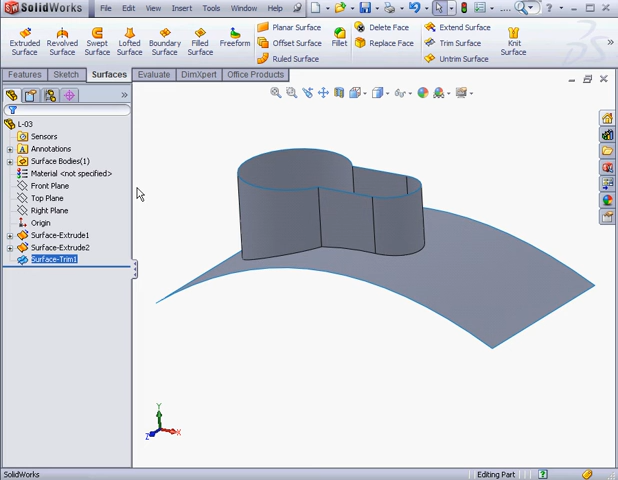 SolidWorks File Edit View Insert Tools Window Help
Extruded Surface
Revolved Surface
Swept Surface
Lofted Surface
Boundary Surface
Filled Surface
Freeform
Planar Surface
Offset Surface
Ruled Surface
Fillet
Delete Face
Replace Face
Extend Surface
Trim Surface
Untrim Surface
Knit Surface
Features Sketch Surfaces Evaluate DimXpert Office Products
L-03
Sensors
Annotations
Surface Bodies(1)
Material <not specified>
Front Plane
Top Plane
Right Plane
Origin
Surface-Extrude1
Surface-Extrude2
Surface-Trim1
Y
Z
X
SolidWorks Editing Part